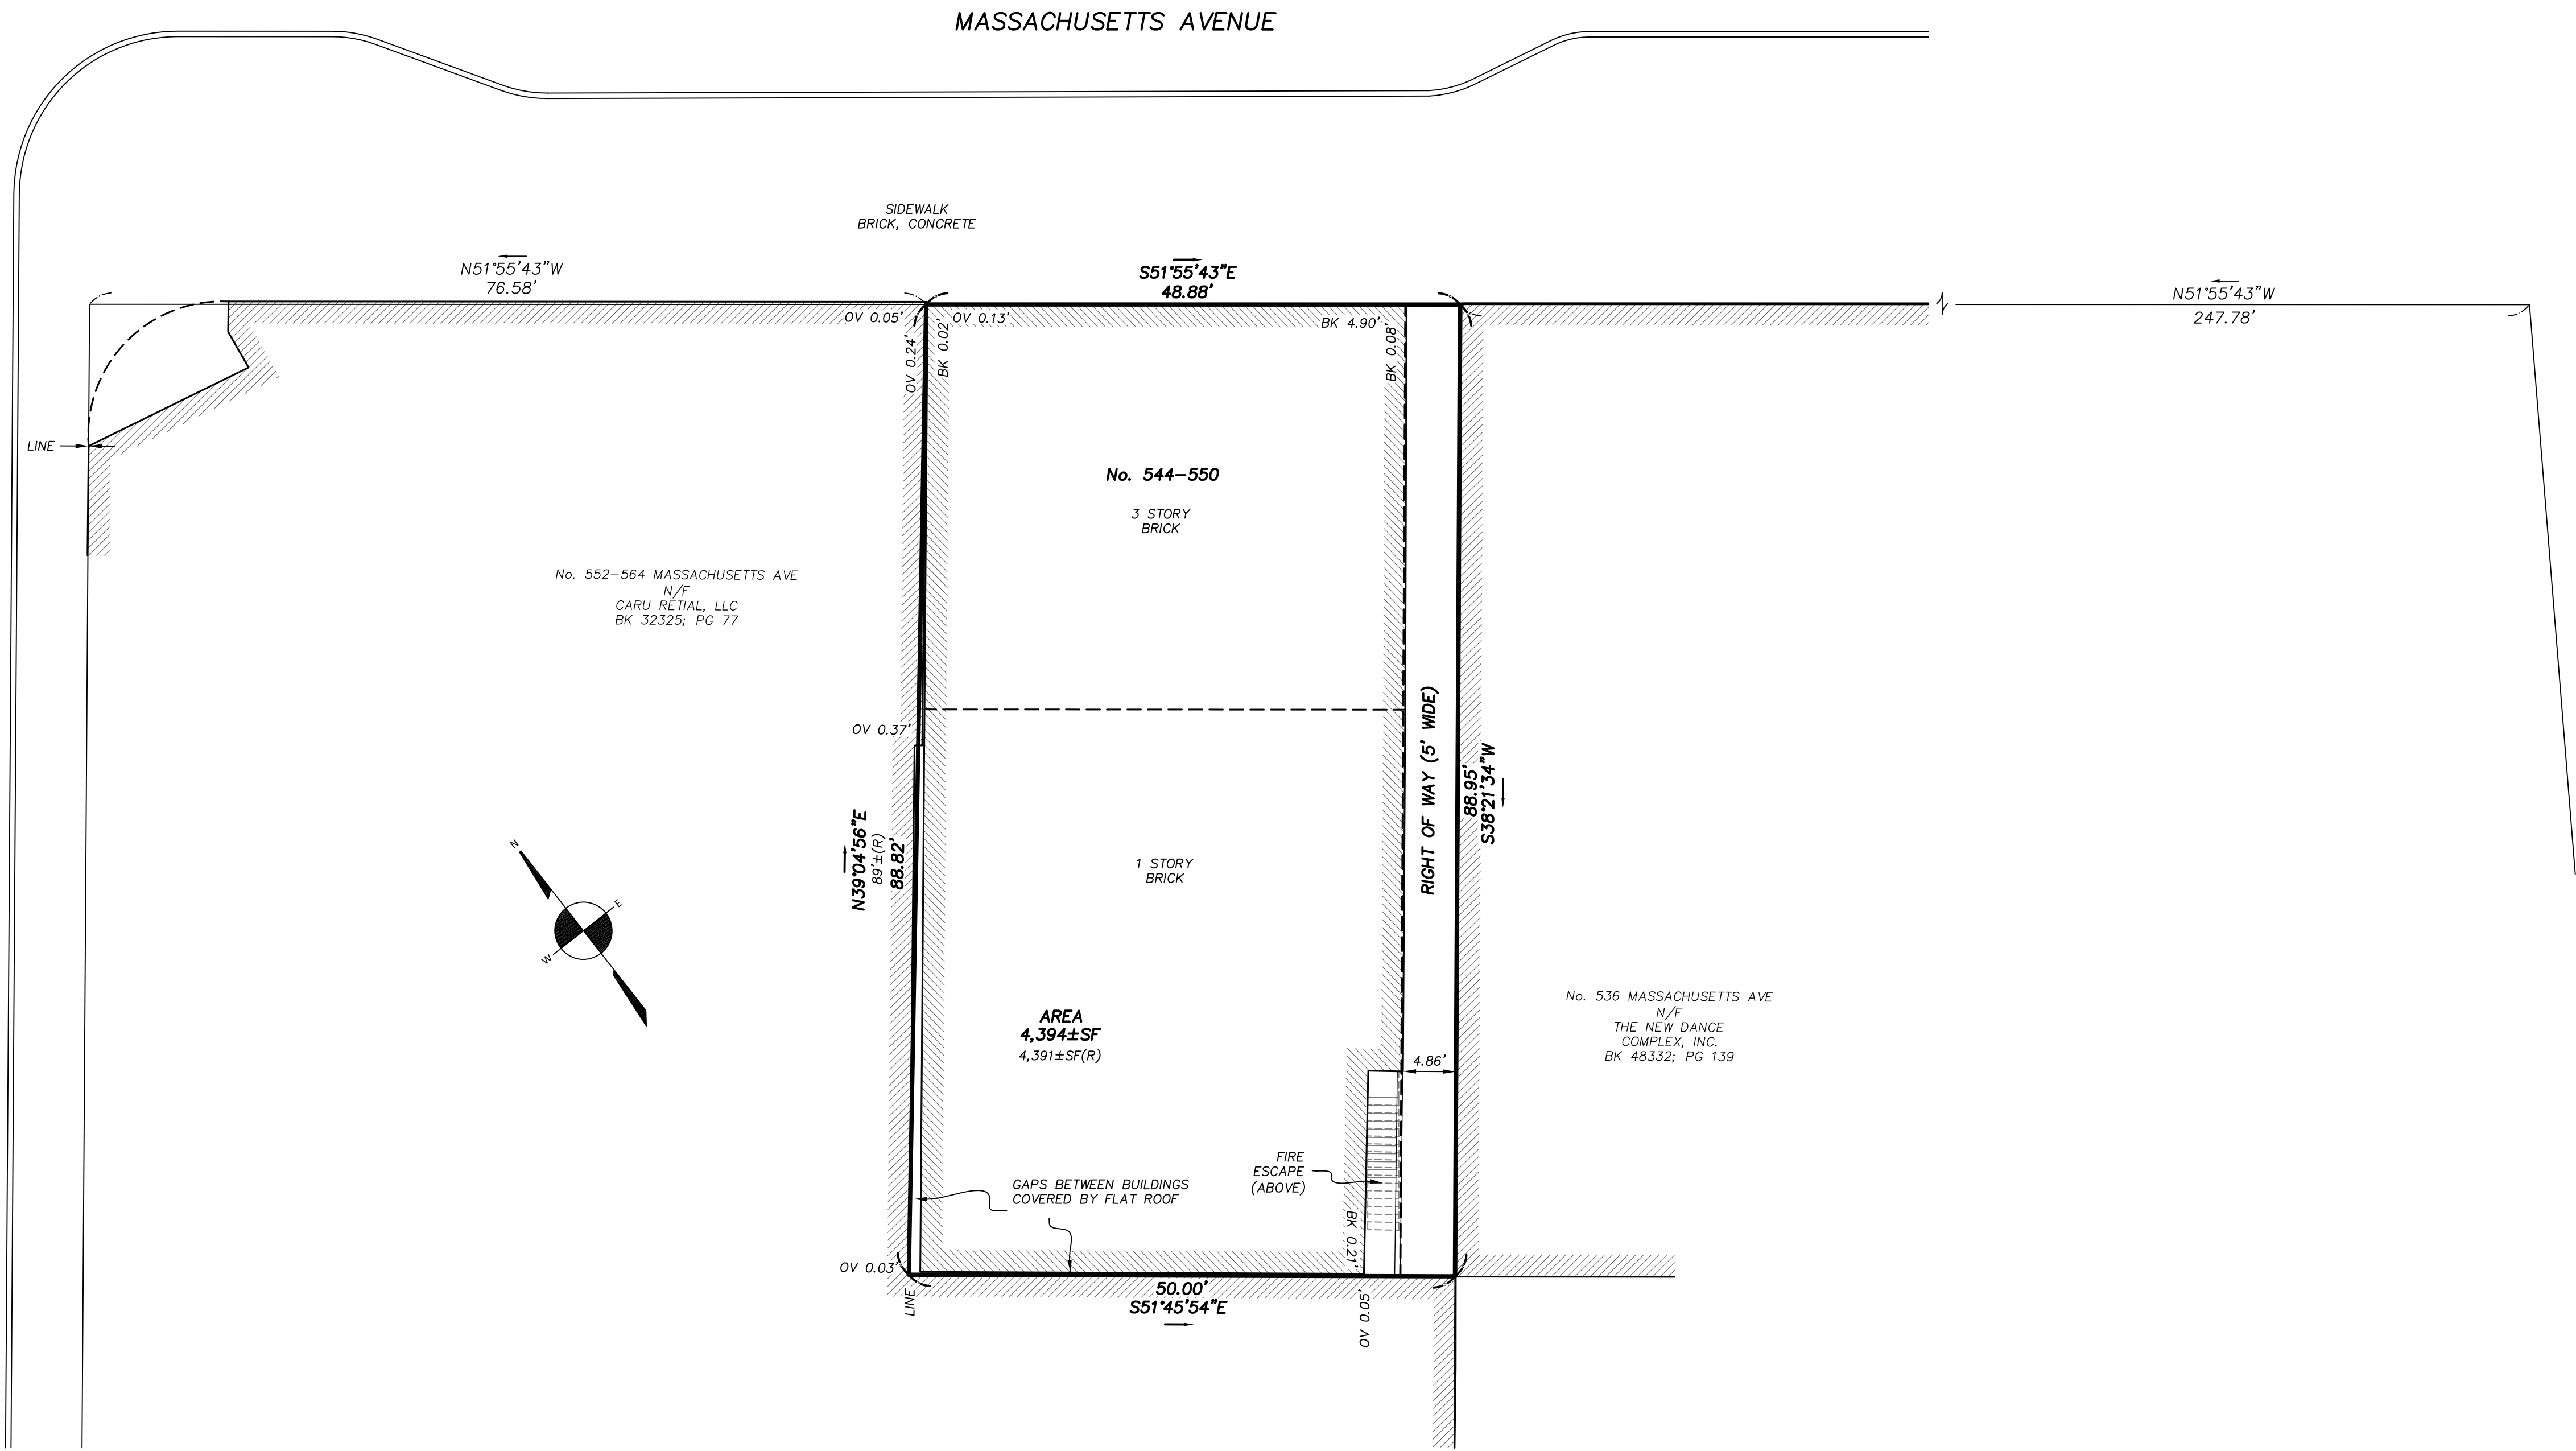 MASSACHUSETTS AVENUE
SIDEWALK
BRICK, CONCRETE
N51°55'43"W
76.58'
S51°55'43"E
48.88'
N51°55'43"W
247.78'
OV 0.05'
OV 0.24'
BK 0.02'
OV 0.13'
BK 4.90'
BK 0.08'
LINE
No. 544-550
3 STORY
BRICK
No. 552-564 MASSACHUSETTS AVE
N/F
CARU RETIAL, LLC
BK 32325; PG 77
OV 0.37'
RIGHT OF WAY (5' WIDE)
88.95'
S38°21'34"W
N39°04'56"E
89'±(R)
88.82'
1 STORY
BRICK
N
E
W
AREA
4,394±SF
4,391±SF(R)
4.86'
No. 536 MASSACHUSETTS AVE
N/F
THE NEW DANCE
COMPLEX, INC.
BK 48332; PG 139
FIRE
ESCAPE
(ABOVE)
GAPS BETWEEN BUILDINGS
COVERED BY FLAT ROOF
BK 0.21'
OV 0.03'
LINE
50.00'
S51°45'54"E
OV 0.05'